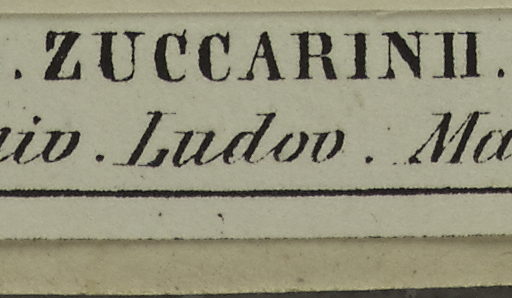 . ZUCCARINII.
niv. Ludov. Ma